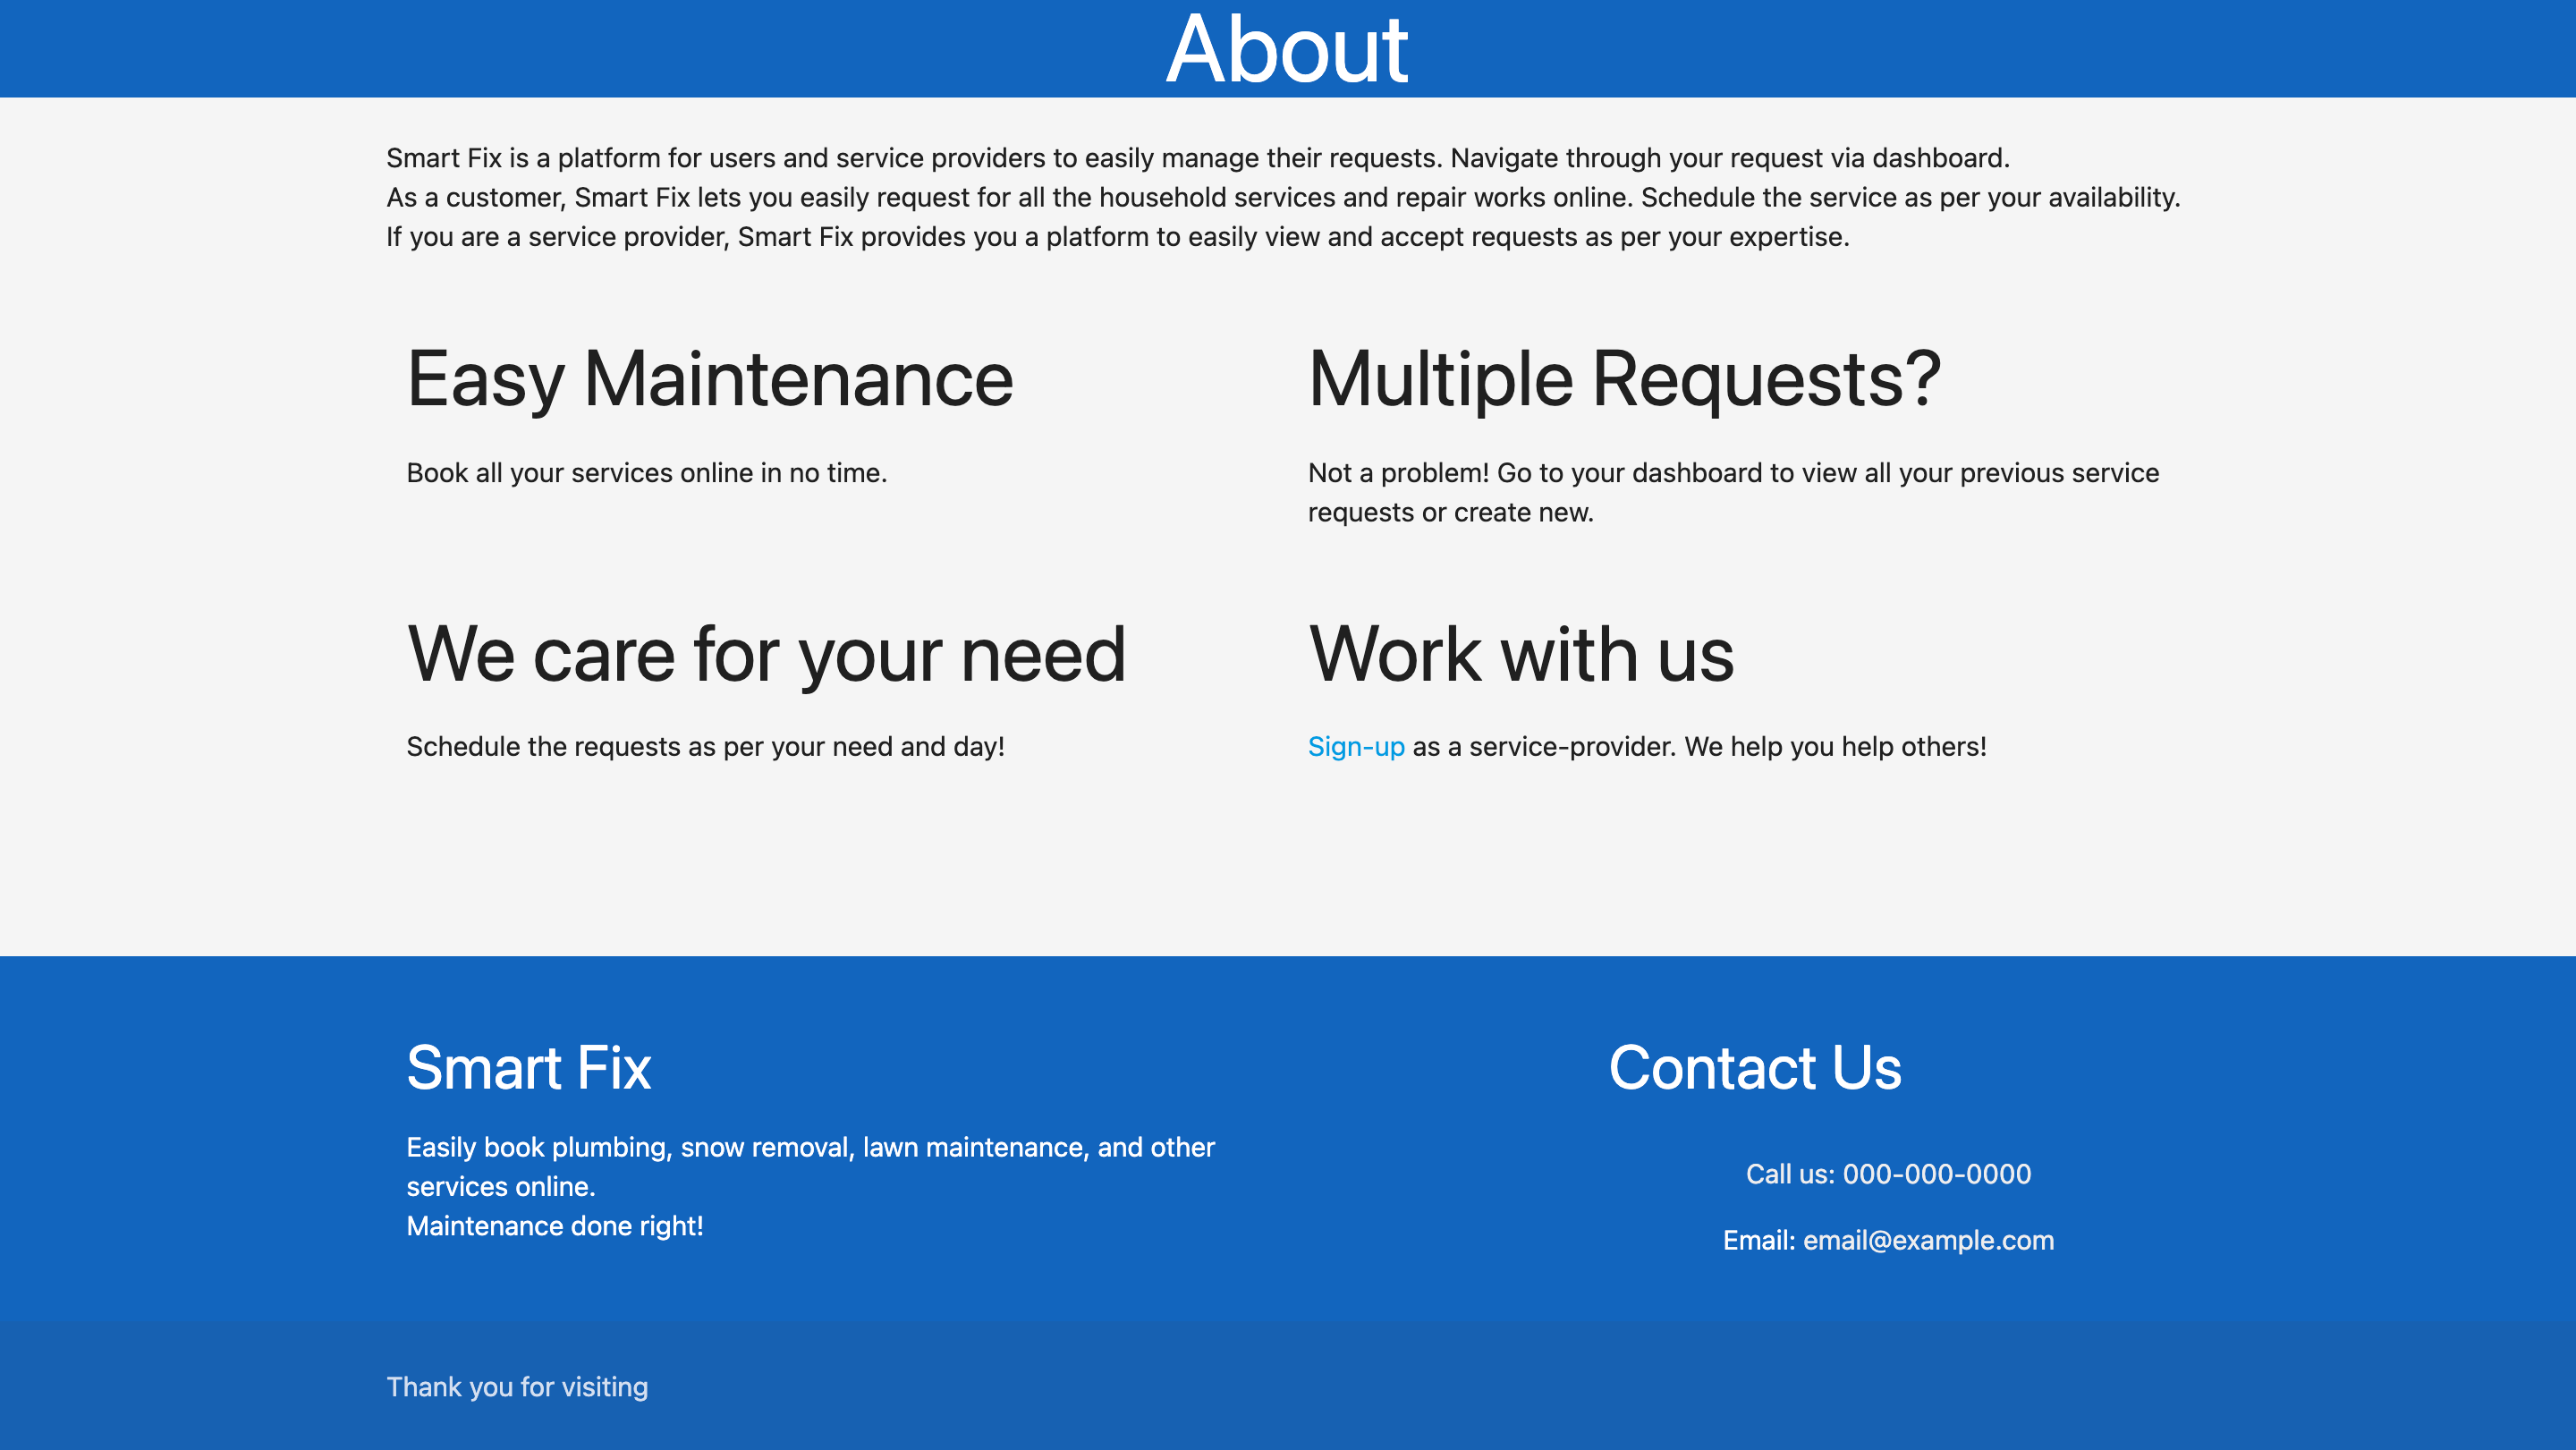 About
Smart Fix is a platform for users and service providers to easily manage their requests. Navigate through your request via dashboard.
As a customer, Smart Fix lets you easily request for all the household services and repair works online. Schedule the service as per your availability.
If you are a service provider, Smart Fix provides you a platform to easily view and accept requests as per your expertise.
Easy Maintenance
Book all your services online in no time.
Multiple Requests?
Not a problem! Go to your dashboard to view all your previous service
requests or create new.
We care for your need
Schedule the requests as per your need and day!
Work with us
Sign-up as a service-provider. We help you help others!
Smart Fix
Easily book plumbing, snow removal, lawn maintenance, and other
services online.
Maintenance done right!
Contact Us
Call us: 000-000-0000
Email: email@example.com
Thank you for visiting